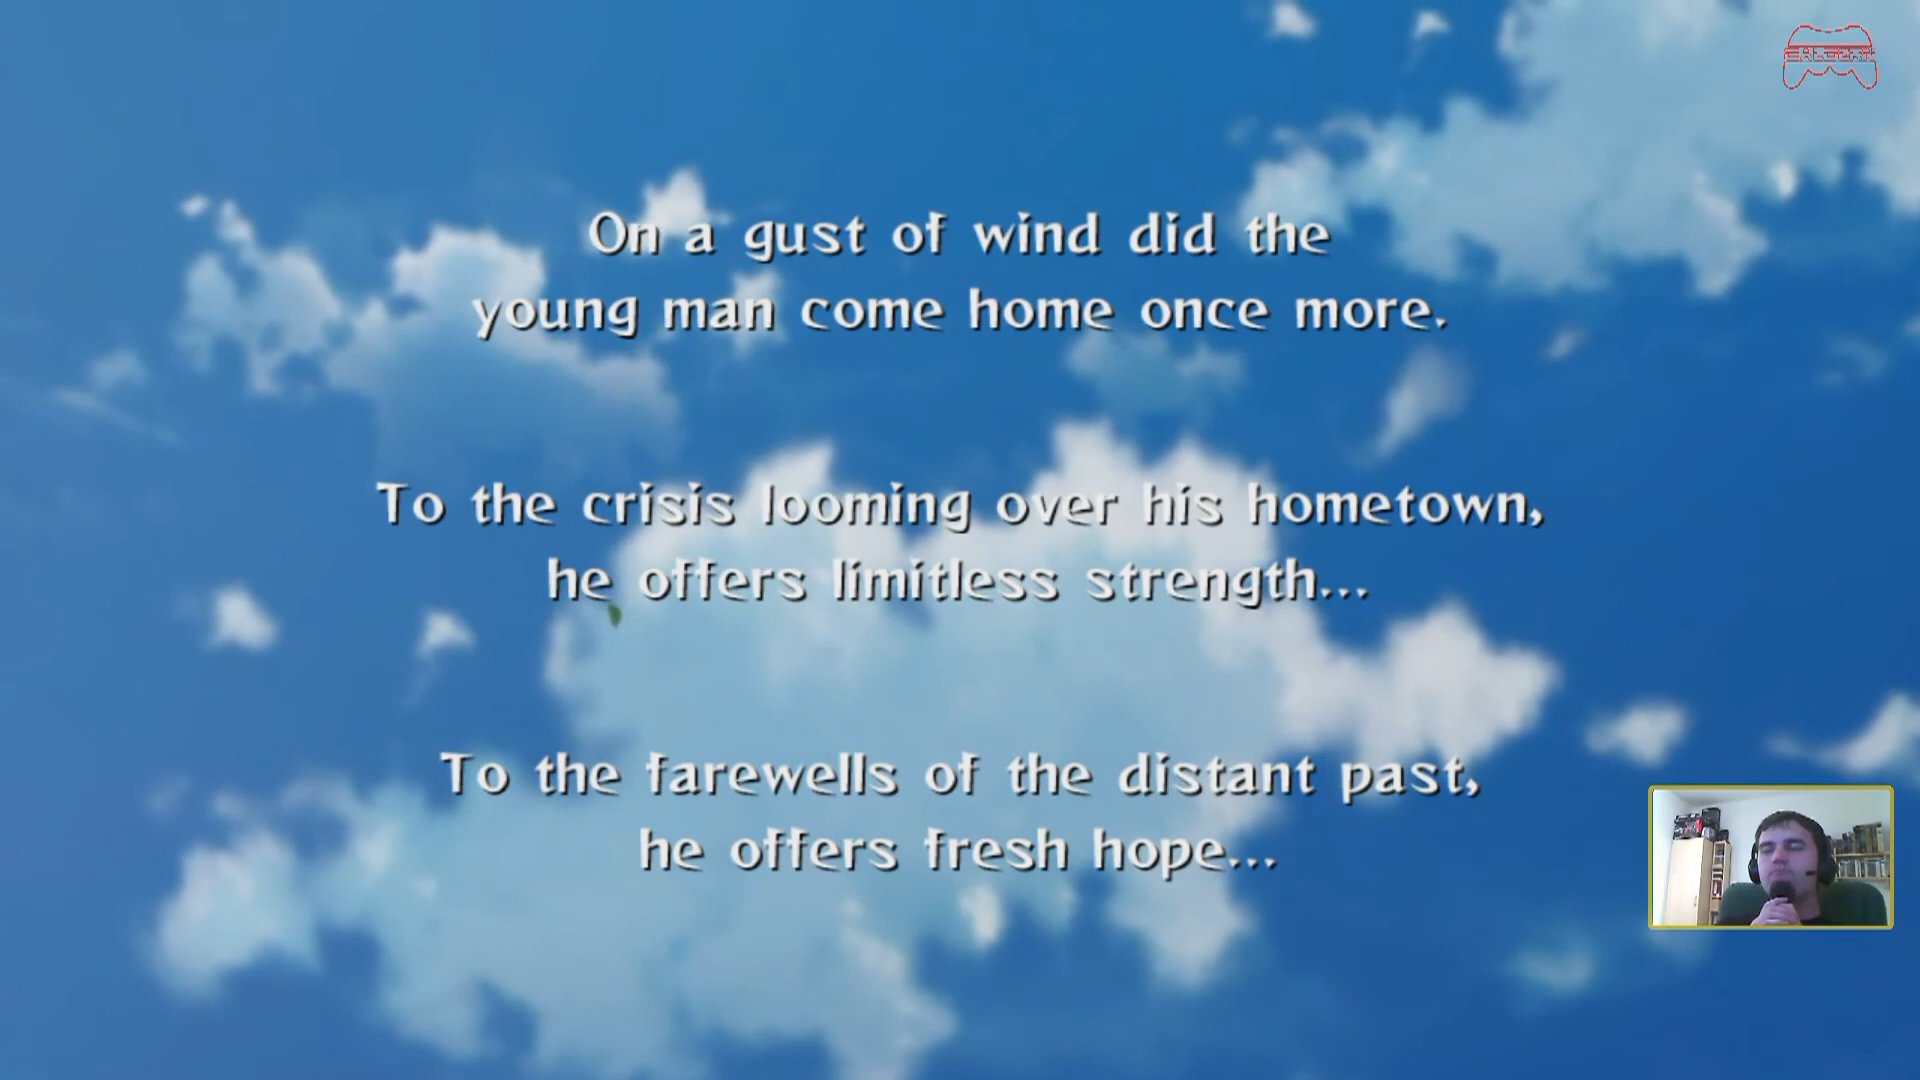 On a gust of wind did the
young man come home once more.
To the crisis looming over his hometown,
he offers limitless strength...
To the farewells of the distant past,
he offers fresh hope...